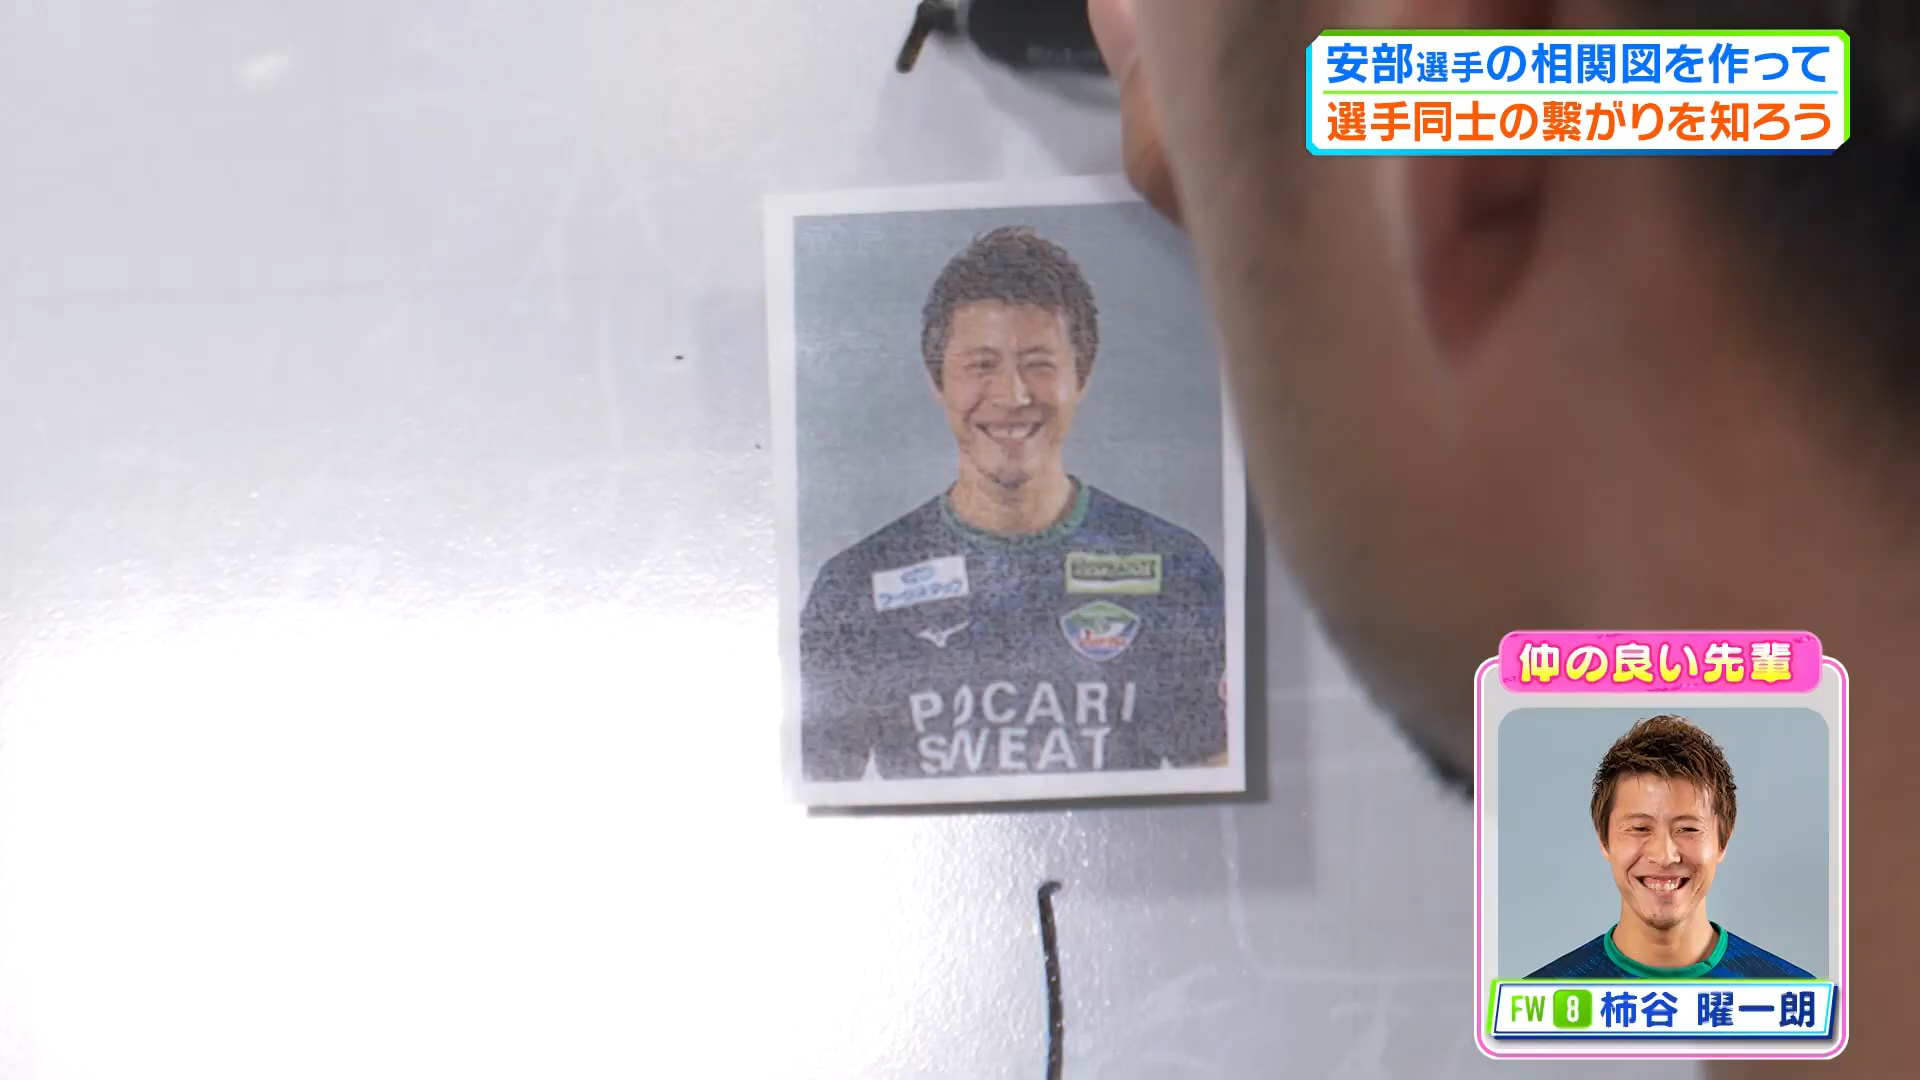 安部選手の相関図を作って
選手同士の繋がりを知ろう
POCARI
SWEAT
仲の良い先輩
FW 8 柿谷 曜一朗